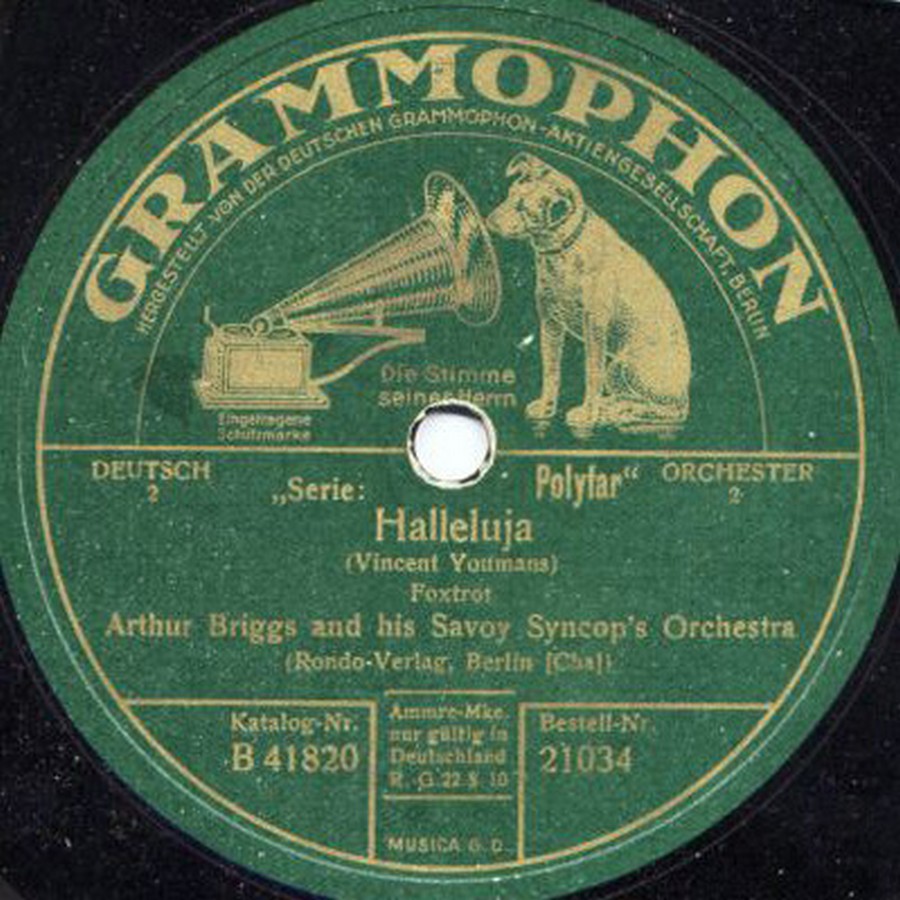 GRAMMOPHON
HERGESTELLT VON DER DEUTSCHEN GRAMMOPHON-AKTIENGESELLSCHAFT, BERLIN
Die Stimme
seines Herrn
Eingetragene
Schutzmarke
DEUTSCH
2
„Serie: Polyfar“
ORCHESTER
2
Halleluja
(Vincent Youmans)
Foxtrot
Arthur Briggs and his Savoy Syncop's Orchestra
(Rondo-Verlag, Berlin [Cha])
Katalog-Nr.
B 41820
Ammre-Mke.
nur gültig in
Deutschland
R. G. 22 § 10
MUSICA G. D.
Bestell-Nr.
21034